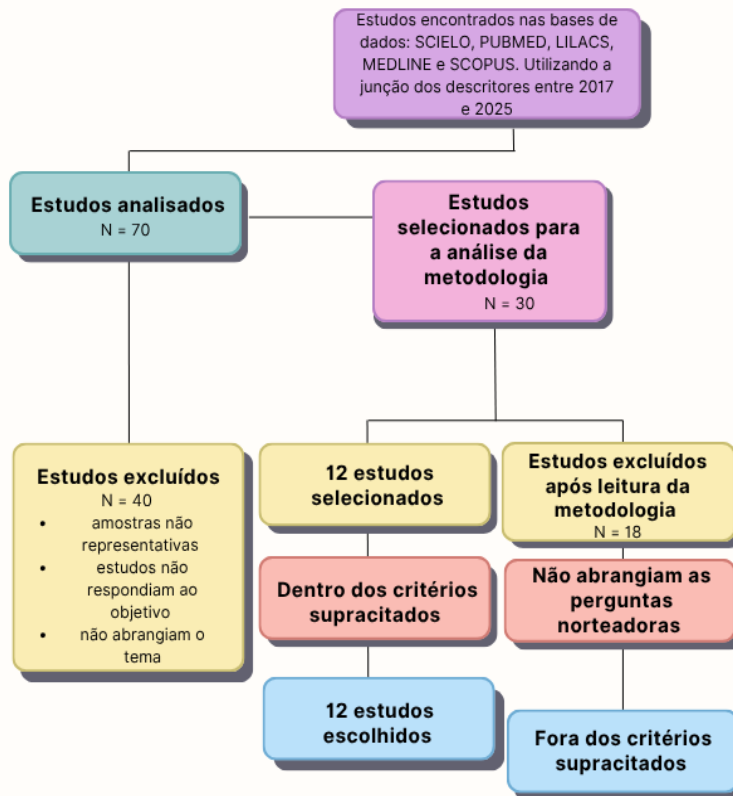 Estudos encontrados nas bases de
dados: SCIELO, PUBMED, LILACS,
MEDLINE e SCOPUS. Utilizando a
junção dos descritores entre 2017
e 2025
Estudos analisados
N = 70
Estudos
selecionados para
a análise da
metodologia
N = 30
Estudos excluídos
N = 40
• amostras não
representativas
• estudos não
respondiam ao
objetivo
• não abrangiam o
tema
12 estudos
selecionados
Estudos excluídos
após leitura da
metodologia
N = 18
Dentro dos critérios
supracitados
Não abrangiam as
perguntas
norteadoras
12 estudos
escolhidos
Fora dos critérios
supracitados